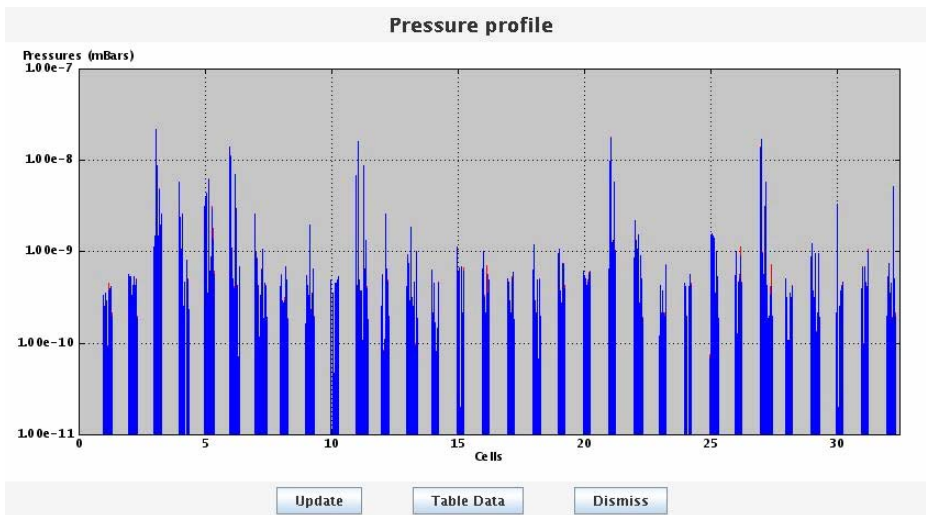 Pressure profile
Pressures (mBars)
1.00e-7
1.00e-8
1.00e-9
1.00e-10
1.00e-11
0 5 10 15 20 25 30
Cells
Update Table Data Dismiss